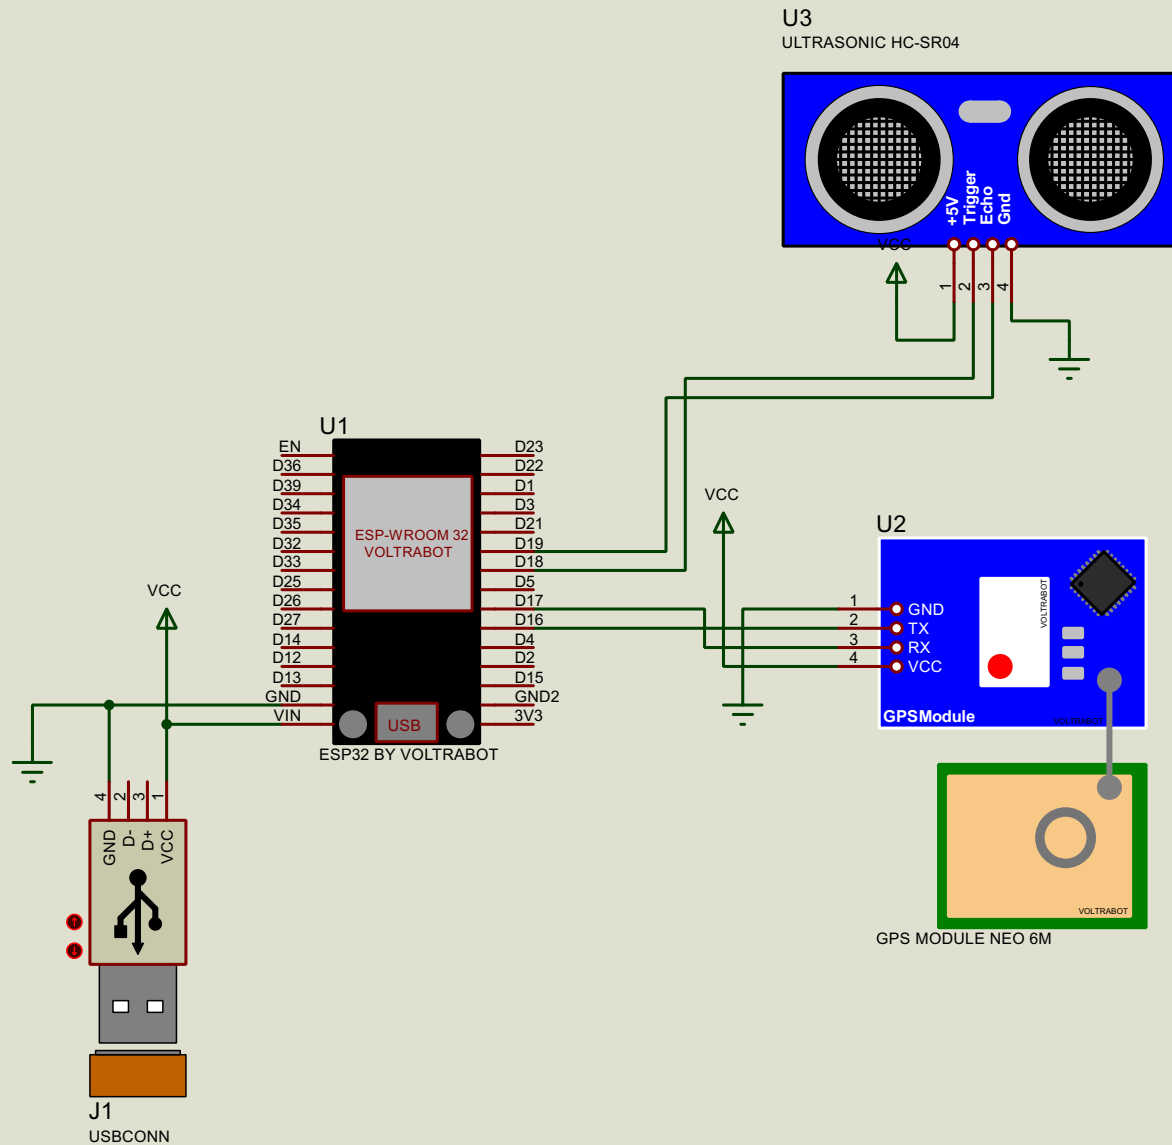 U3
ULTRASONIC HC-SR04
+5V
Trigger
Echo
Gnd
VCC
1
2
3
4
U1
EN
D36
D39
D34
D35
D32
D33
D25
D26
D27
D14
D12
D13
GND
VIN
ESP-WROOM 32
VOLTRABOT
USB
D23
D22
D1
D3
D21
D19
D18
D5
D17
D16
D4
D2
D15
GND2
3V3
ESP32 BY VOLTRABOT
VCC
U2
1
2
3
4
GND
TX
RX
VCC
VOLTRABOT
GPSModule
VOLTRABOT
VOLTRABOT
GPS MODULE NEO 6M
VCC
4
2
3
1
GND
D-
D+
VCC
J1
USBCONN